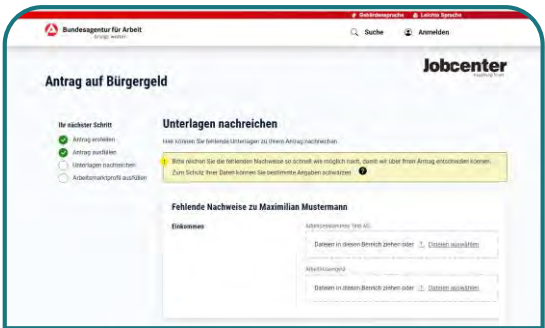 Gebärdensprache Leichte Sprache
Bundesagentur für Arbeit
bringt weiter.
Suche Anmelden
Jobcenter
Antrag auf Bürgergeld
Ihr nächster Schritt
Antrag erstellen
Antrag ausfüllen
Unterlagen nachreichen
Arbeitsmarktprofil ausfüllen
Unterlagen nachreichen
Hier können Sie fehlende Unterlagen zu Ihrem Antrag nachreichen.
Bitte reichen Sie die fehlenden Nachweise so schnell wie möglich nach, damit wir über Ihren Antrag entscheiden können.
Zum Schutz Ihrer Daten können Sie bestimmte Angaben schwärzen.
Fehlende Nachweise zu Maximilian Mustermann
Einkommen
Dateien in diesen Bereich ziehen oder Dateien auswählen
Arbeitslosengeld
Dateien in diesen Bereich ziehen oder Dateien auswählen